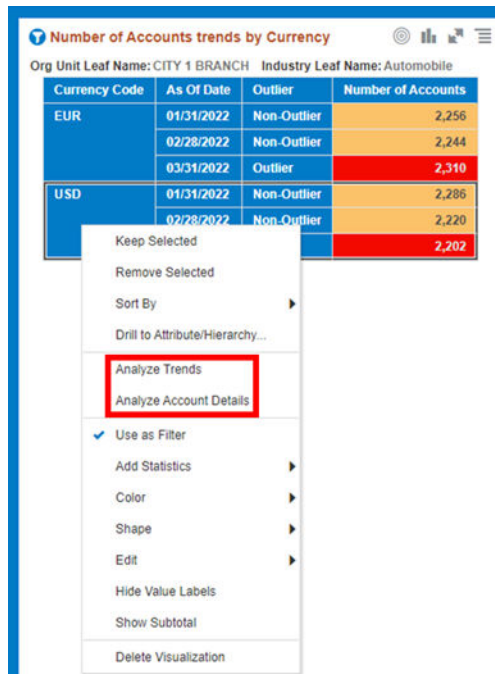 Number of Accounts trends by Currency
Org Unit Leaf Name: CITY 1 BRANCH Industry Leaf Name: Automobile
Currency Code As Of Date Outlier Number of Accounts
EUR 01/31/2022 Non-Outlier 2,256
02/28/2022 Non-Outlier 2,244
03/31/2022 Outlier 2,310
USD 01/31/2022 Non-Outlier 2,286
02/28/2022 Non-Outlier 2,220
2,202
Keep Selected
Remove Selected
Sort By
Drill to Attribute/Hierarchy...
Analyze Trends
Analyze Account Details
Use as Filter
Add Statistics
Color
Shape
Edit
Hide Value Labels
Show Subtotal
Delete Visualization